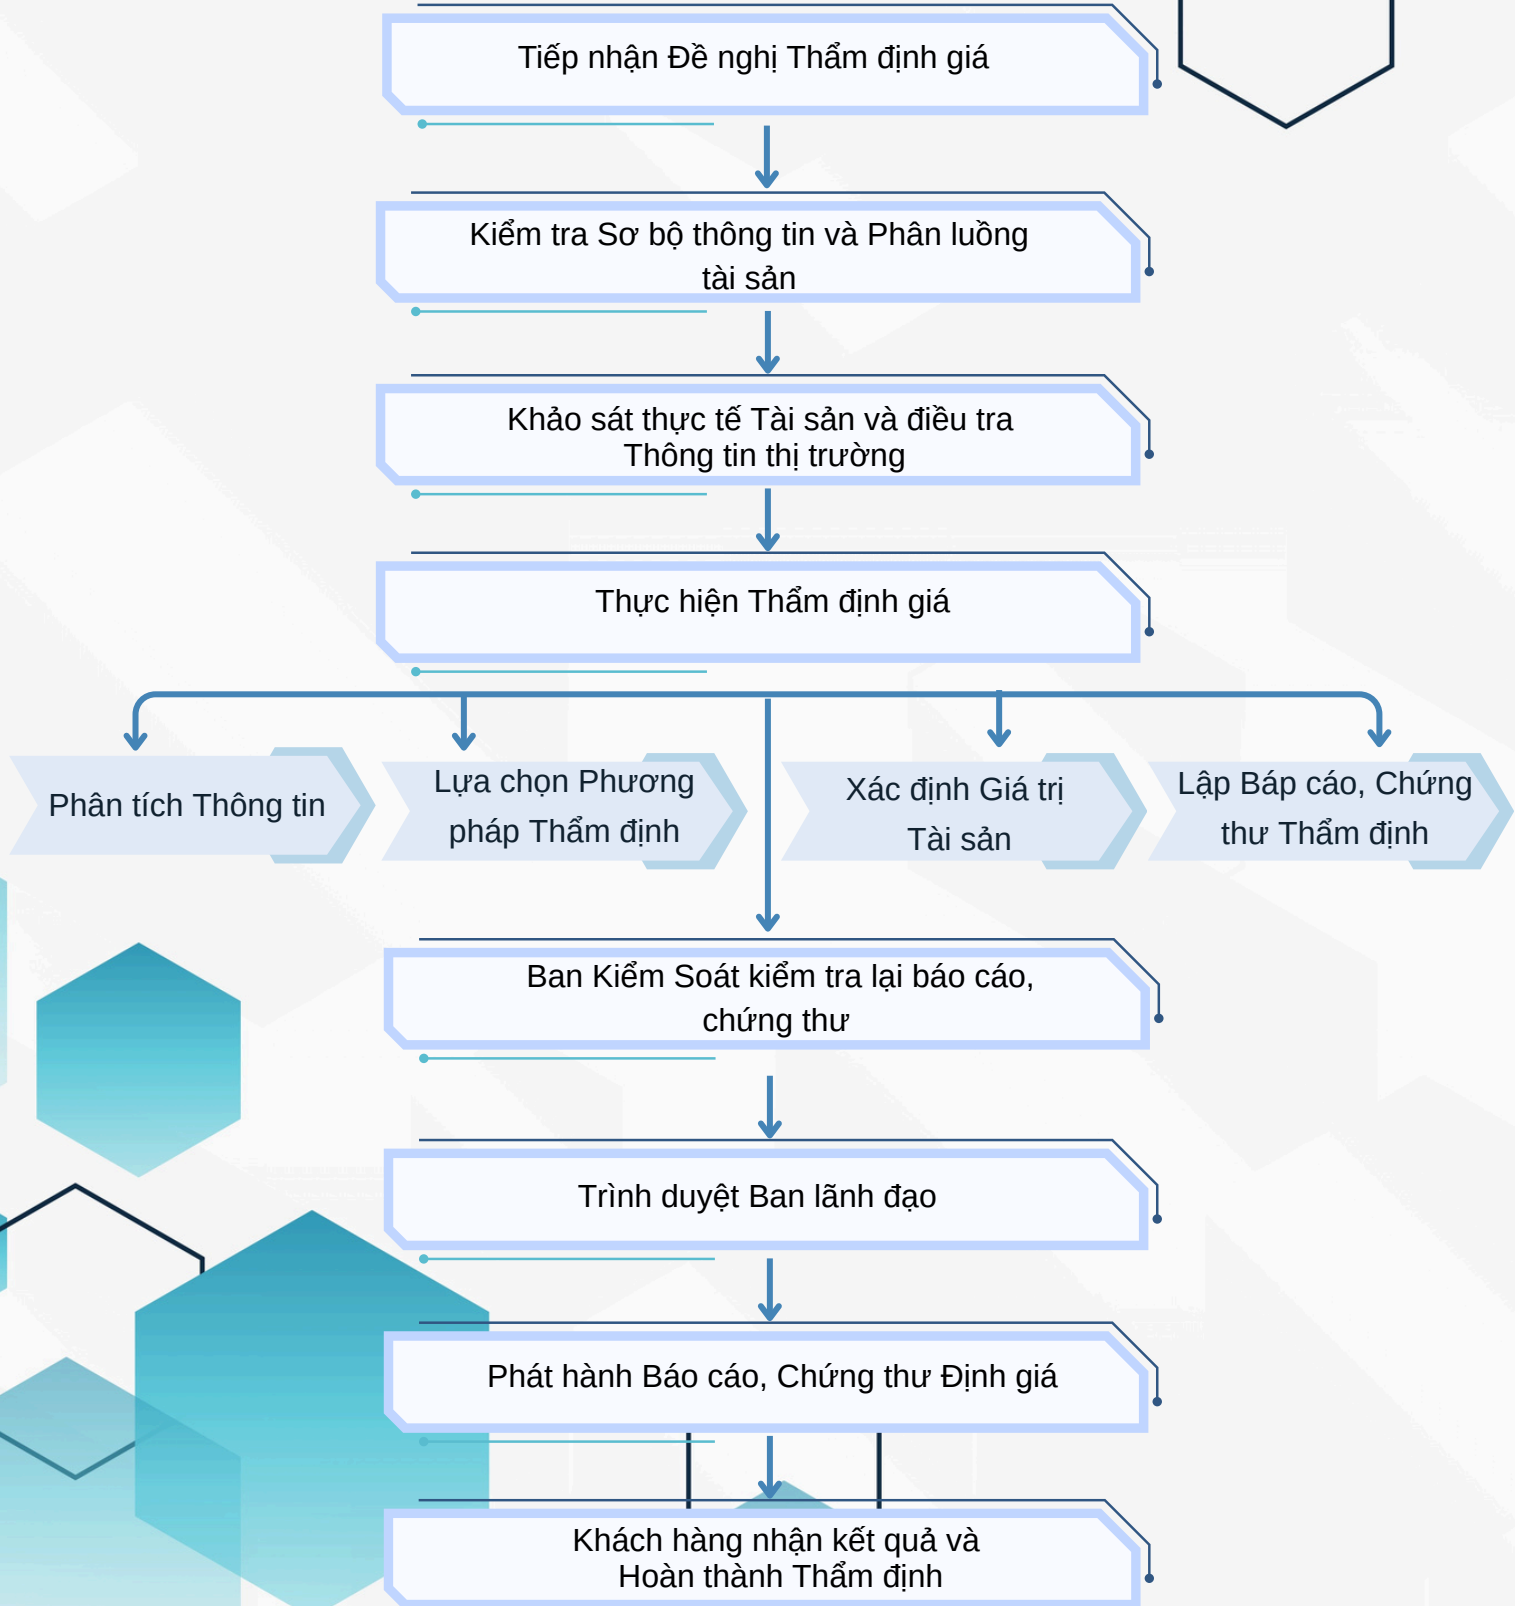 Tiếp nhận Đề nghị Thẩm định giá
Kiểm tra Sơ bộ thông tin và Phân luồng
tài sản
Khảo sát thực tế Tài sản và điều tra
Thông tin thị trường
Thực hiện Thẩm định giá
Phân tích Thông tin
Lựa chọn Phương
pháp Thẩm định
Xác định Giá trị
Tài sản
Lập Báp cáo, Chứng
thư Thẩm định
Ban Kiểm Soát kiểm tra lại báo cáo,
chứng thư
Trình duyệt Ban lãnh đạo
Phát hành Báo cáo, Chứng thư Định giá
Khách hàng nhận kết quả và
Hoàn thành Thẩm định